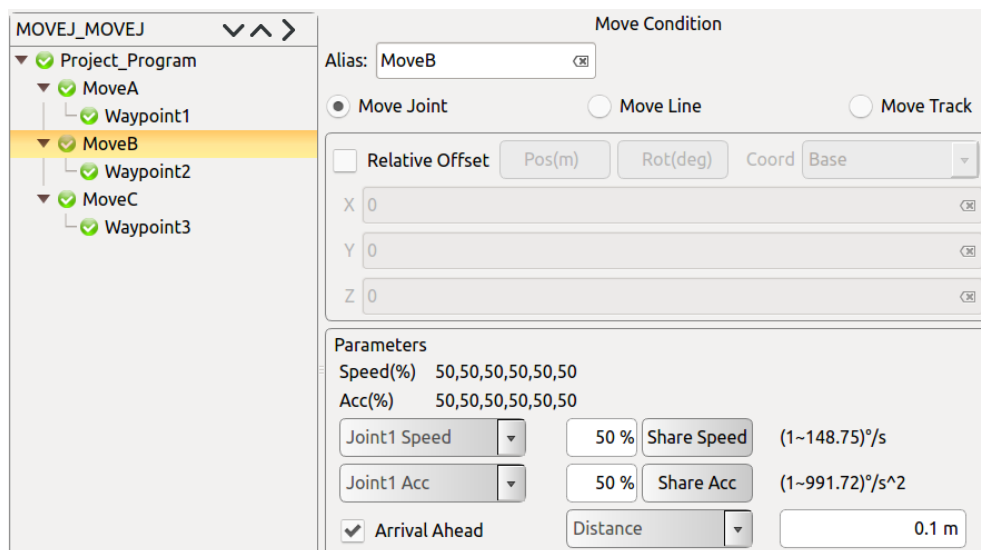 MOVEJ_MOVEJ
Project_Program
MoveA
Waypoint1
MoveB
Waypoint2
MoveC
Waypoint3
Move Condition
Alias: MoveB
Move Joint Move Line Move Track
Relative Offset Pos(m) Rot(deg) Coord Base
X 0
Y 0
Z 0
Parameters
Speed(%) 50,50,50,50,50,50
Acc(%) 50,50,50,50,50,50
Joint1 Speed 50 % Share Speed (1~148.75)°/s
Joint1 Acc 50 % Share Acc (1~991.72)°/s^2
Arrival Ahead Distance 0.1 m